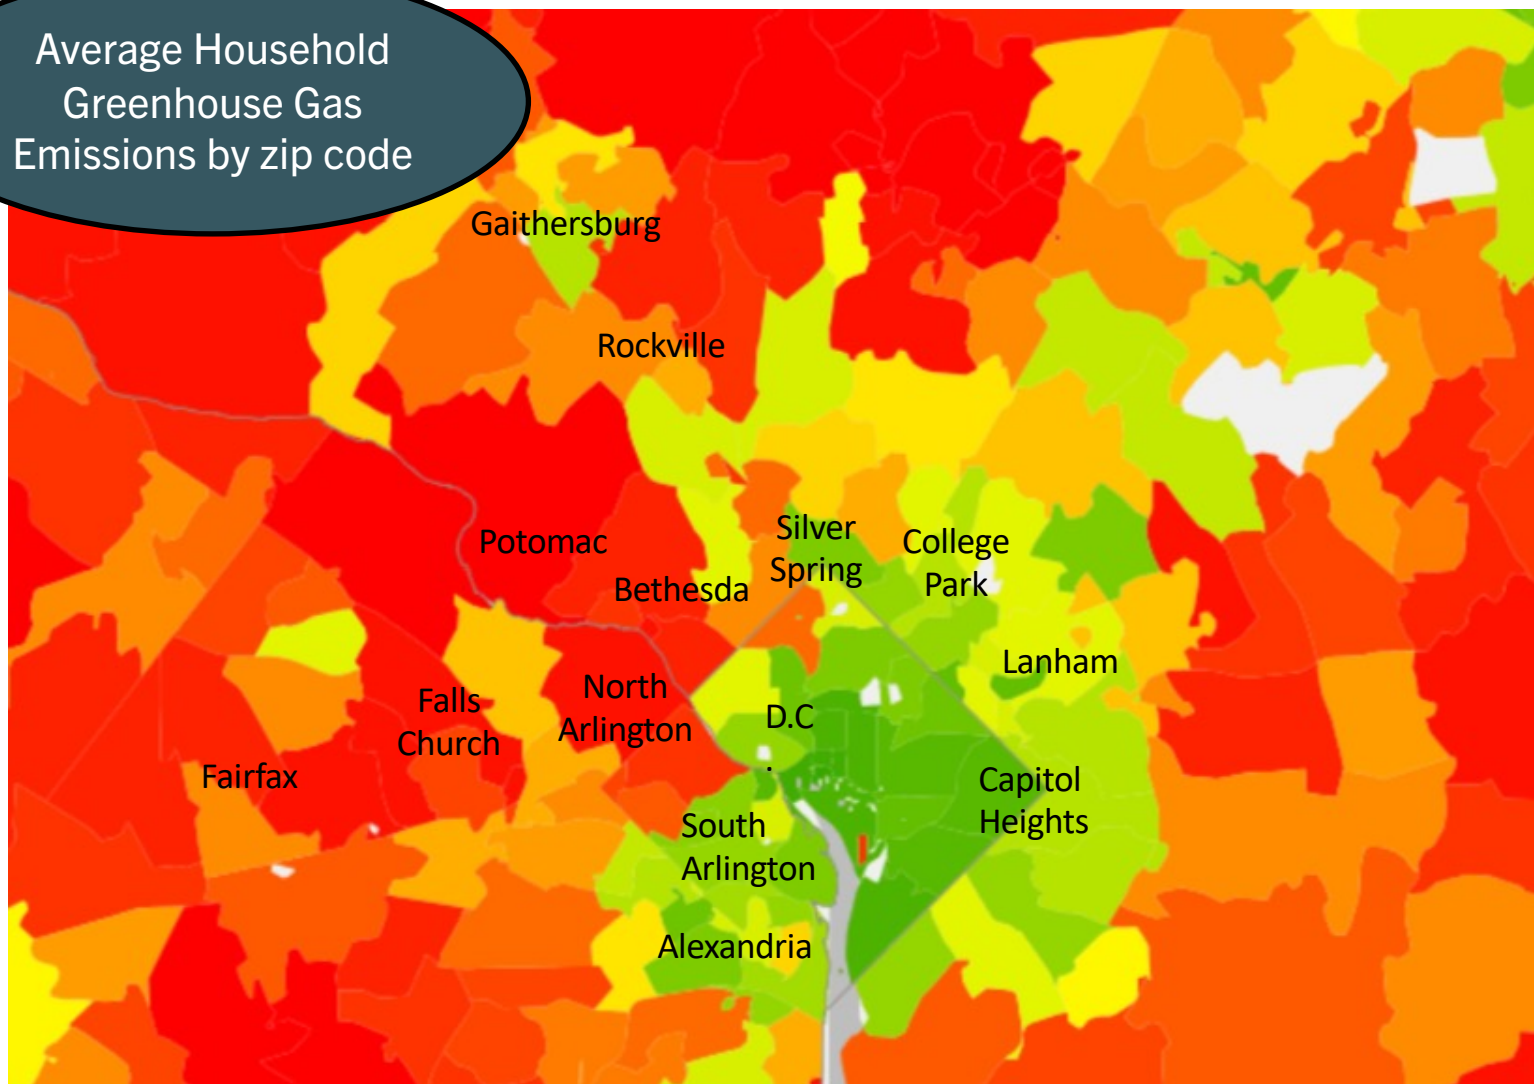 Average Household
Greenhouse Gas
Emissions by zip code
Gaithersburg
Rockville
Potomac
Bethesda
Silver
Spring
College
Park
Lanham
Falls
Church
North
Arlington
D.C
.
Fairfax
Capitol
Heights
South
Arlington
Alexandria